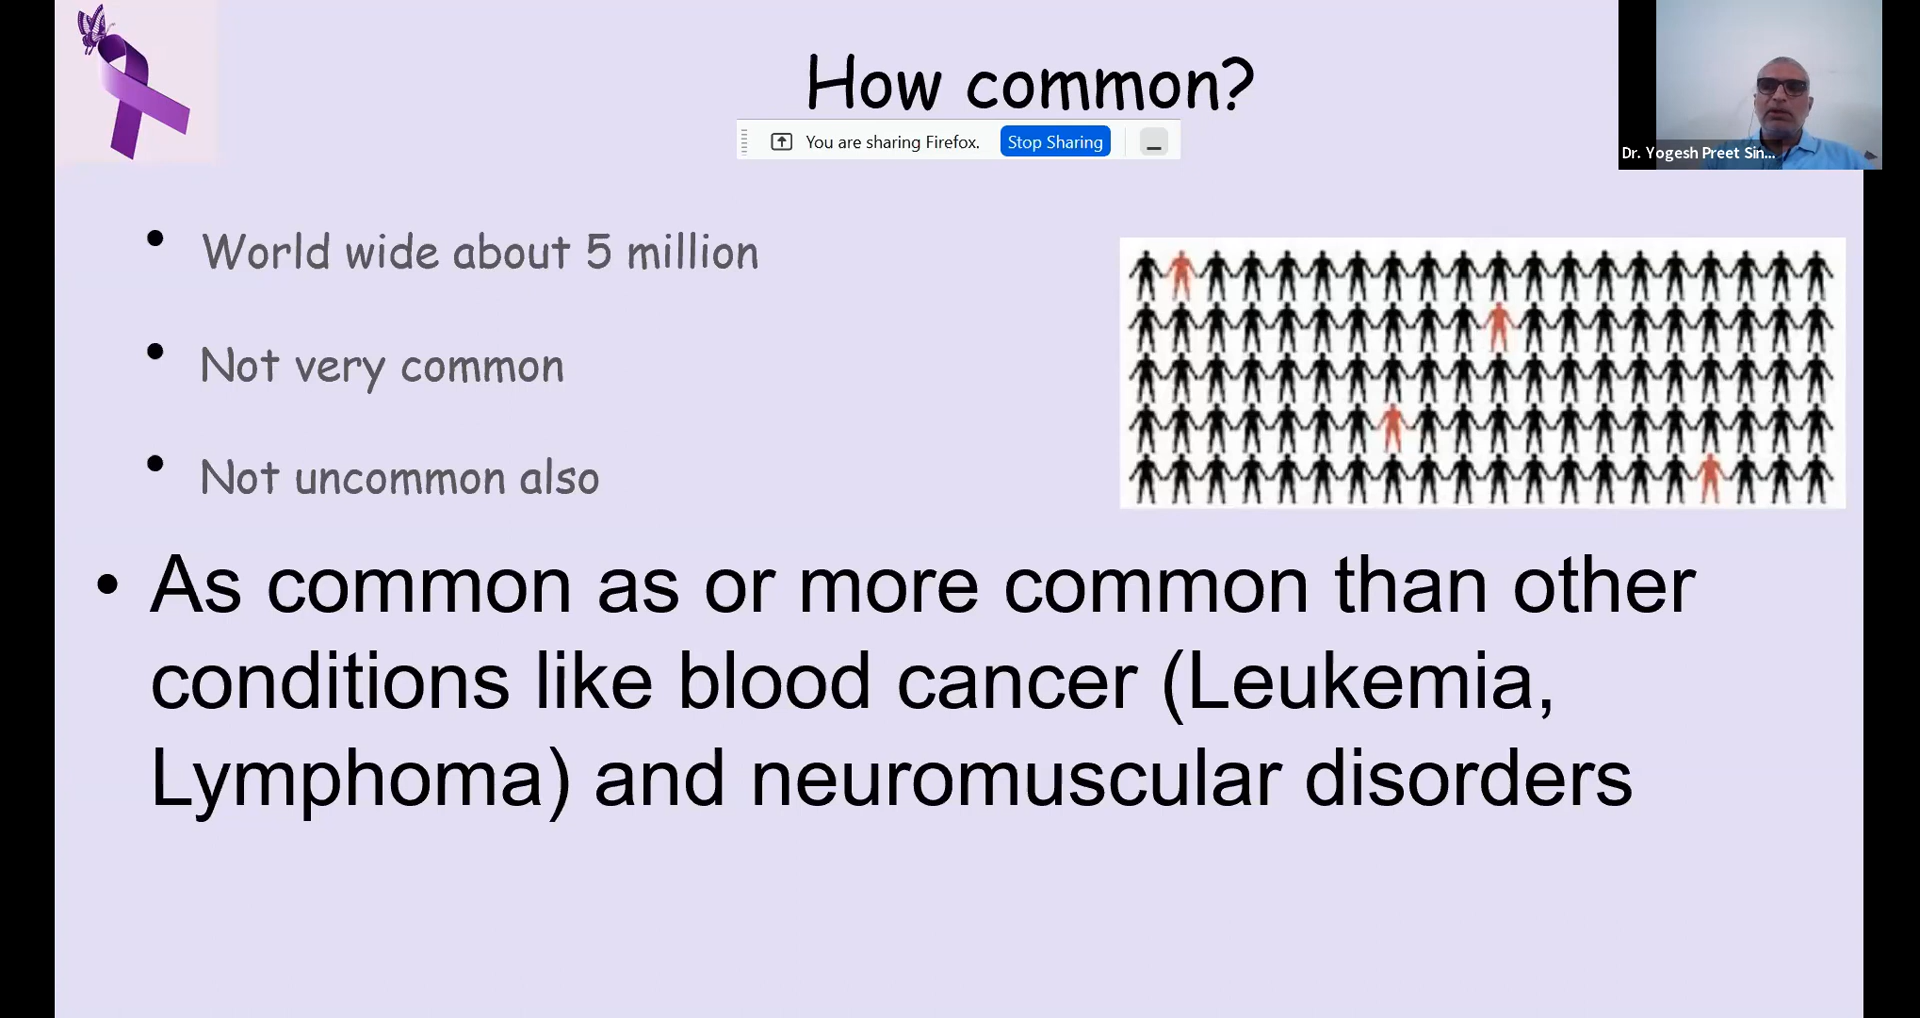 How common?
You are sharing Firefox.
Stop Sharing
Dr. Yogesh Preet Sin...
• World wide about 5 million
• Not very common
• Not uncommon also
• As common as or more common than other
conditions like blood cancer (Leukemia,
Lymphoma) and neuromuscular disorders